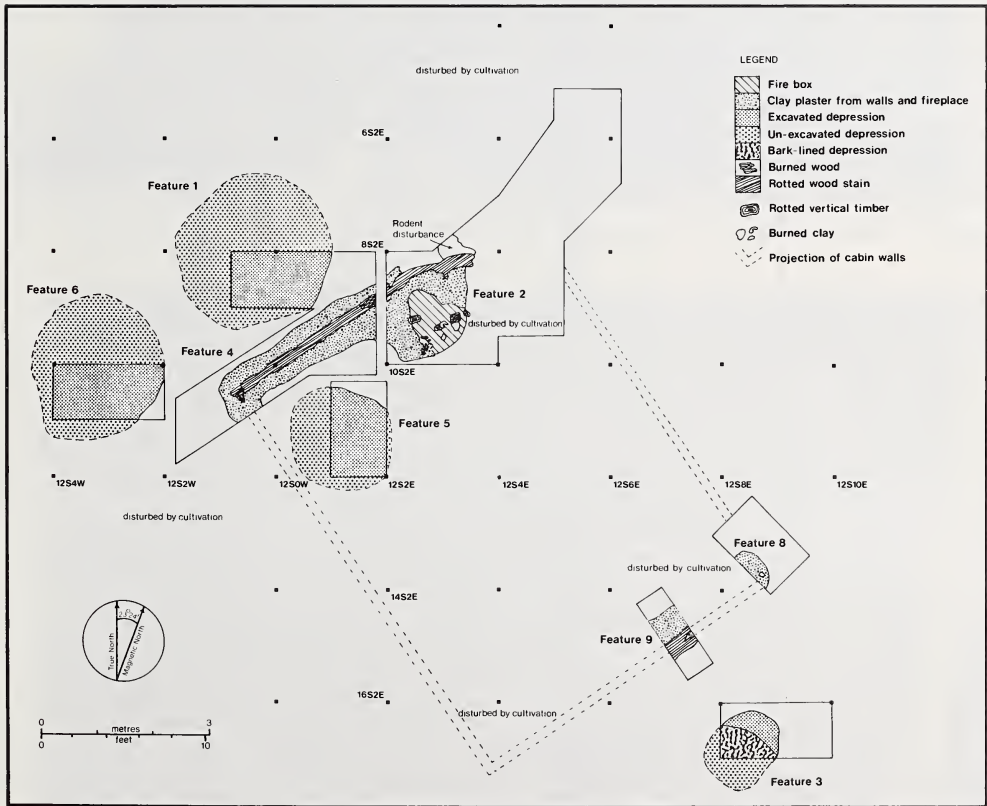 disturbed by cultivation
LEGEND
Fire box
Clay plaster from walls and fireplace
Excavated depression
Un-excavated depression
Bark-lined depression
Burned wood
Rotted wood stain
Rotted vertical timber
Burned clay
Projection of cabin walls
6S2E
Feature 1
Rodent
disturbance
8S2E
Feature 6
Feature 2
disturbed by cultivation
Feature 4
10S2E
Feature 5
12S4W
12S2W
12S0W
12S2E
12S4E
12S6E
12S8E
12S10E
disturbed by cultivation
Feature 8
disturbed by cultivation
14S2E
Feature 9
True North
Magnetic North
16S2E
disturbed by cultivation
0 3
metres
feet
0 10
Feature 3